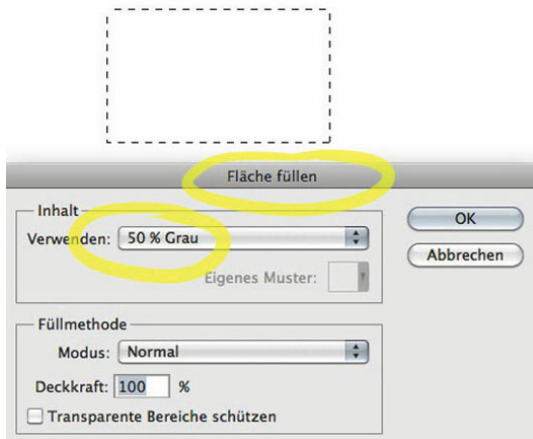 Fläche füllen
Inhalt
Verwenden: 50 % Grau
Eigenes Muster:
OK
Abbrechen
Füllmethode
Modus: Normal
Deckkraft: 100 %
Transparente Bereiche schützen